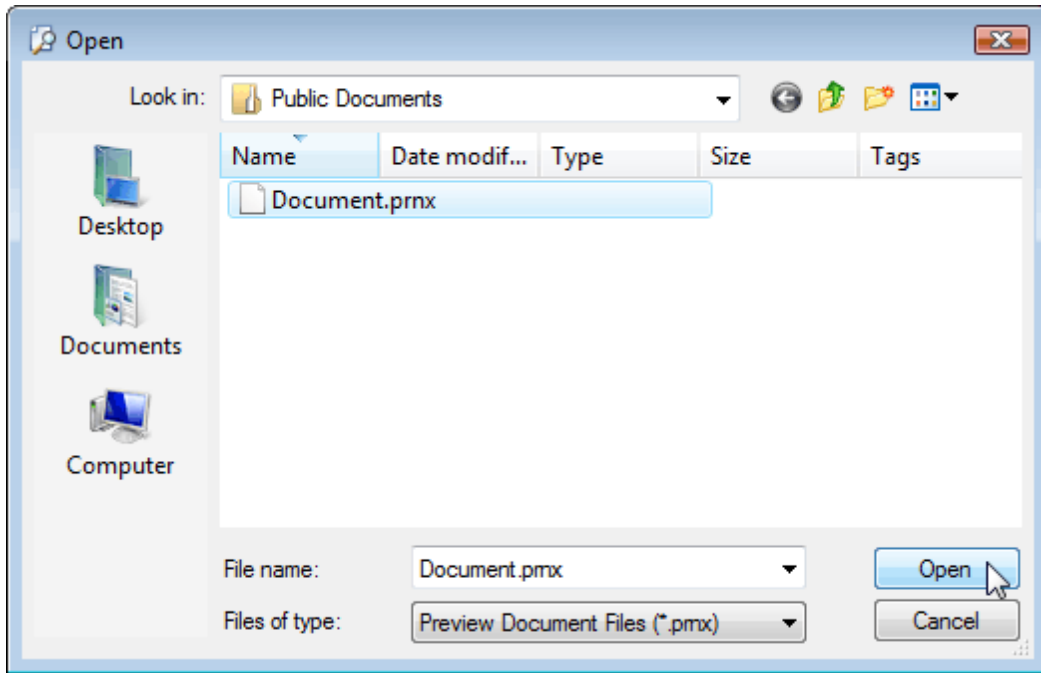 Open
Look in: Public Documents
Name Date modif... Type Size Tags
Document.prnx
Desktop
Documents
Computer
File name: Document.prnx Open
Files of type: Preview Document Files (*.prnx) Cancel